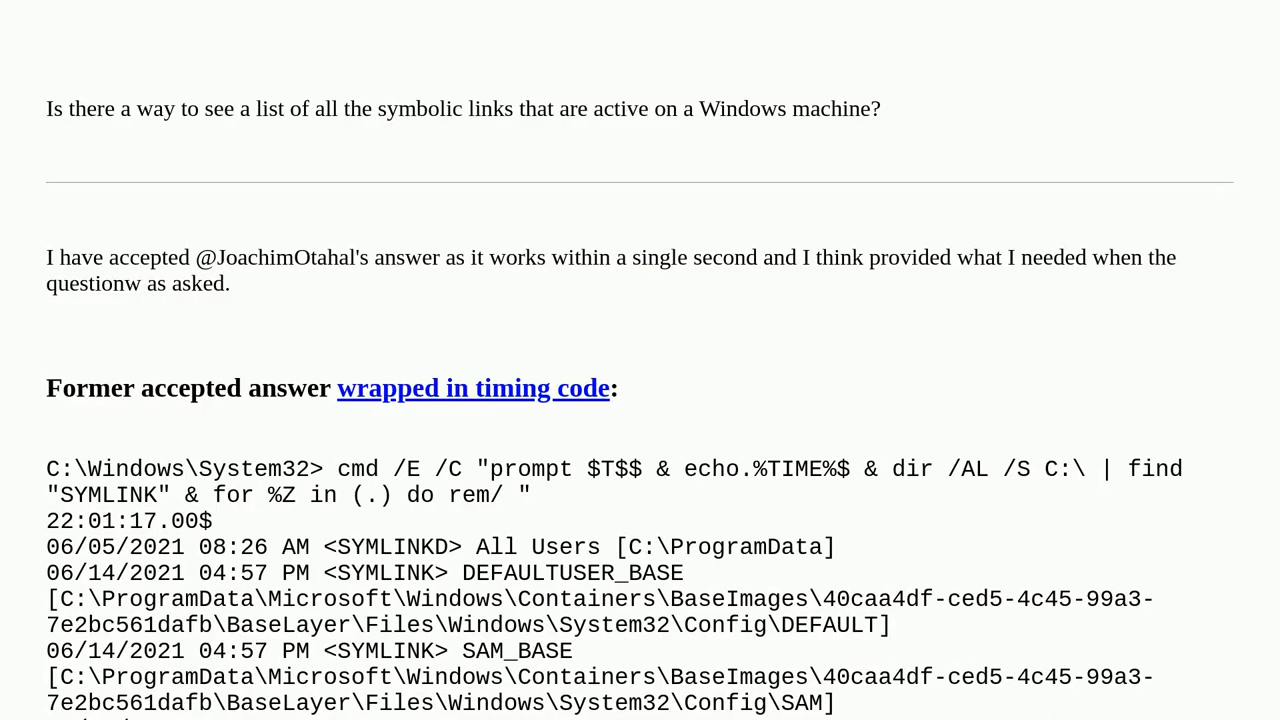 Is there a way to see a list of all the symbolic links that are active on a Windows machine?
I have accepted @JoachimOtahal's answer as it works within a single second and I think provided what I needed when the
questionw as asked.
Former accepted answer wrapped in timing code:
C:\Windows\System32> cmd /E /C "prompt $T$$ & echo.%TIME%$ & dir /AL /S C:\ | find
"SYMLINK" & for %Z in (.) do rem/ "
22:01:17.00$
06/05/2021 08:26 AM <SYMLINKD> All Users [C:\ProgramData]
06/14/2021 04:57 PM <SYMLINK> DEFAULTUSER_BASE
[C:\ProgramData\Microsoft\Windows\Containers\BaseImages\40caa4df-ced5-4c45-99a3-
7e2bc561dafb\BaseLayer\Files\Windows\System32\Config\DEFAULT]
06/14/2021 04:57 PM <SYMLINK> SAM_BASE
[C:\ProgramData\Microsoft\Windows\Containers\BaseImages\40caa4df-ced5-4c45-99a3-
7e2bc561dafb\BaseLayer\Files\Windows\System32\Config\SAM]